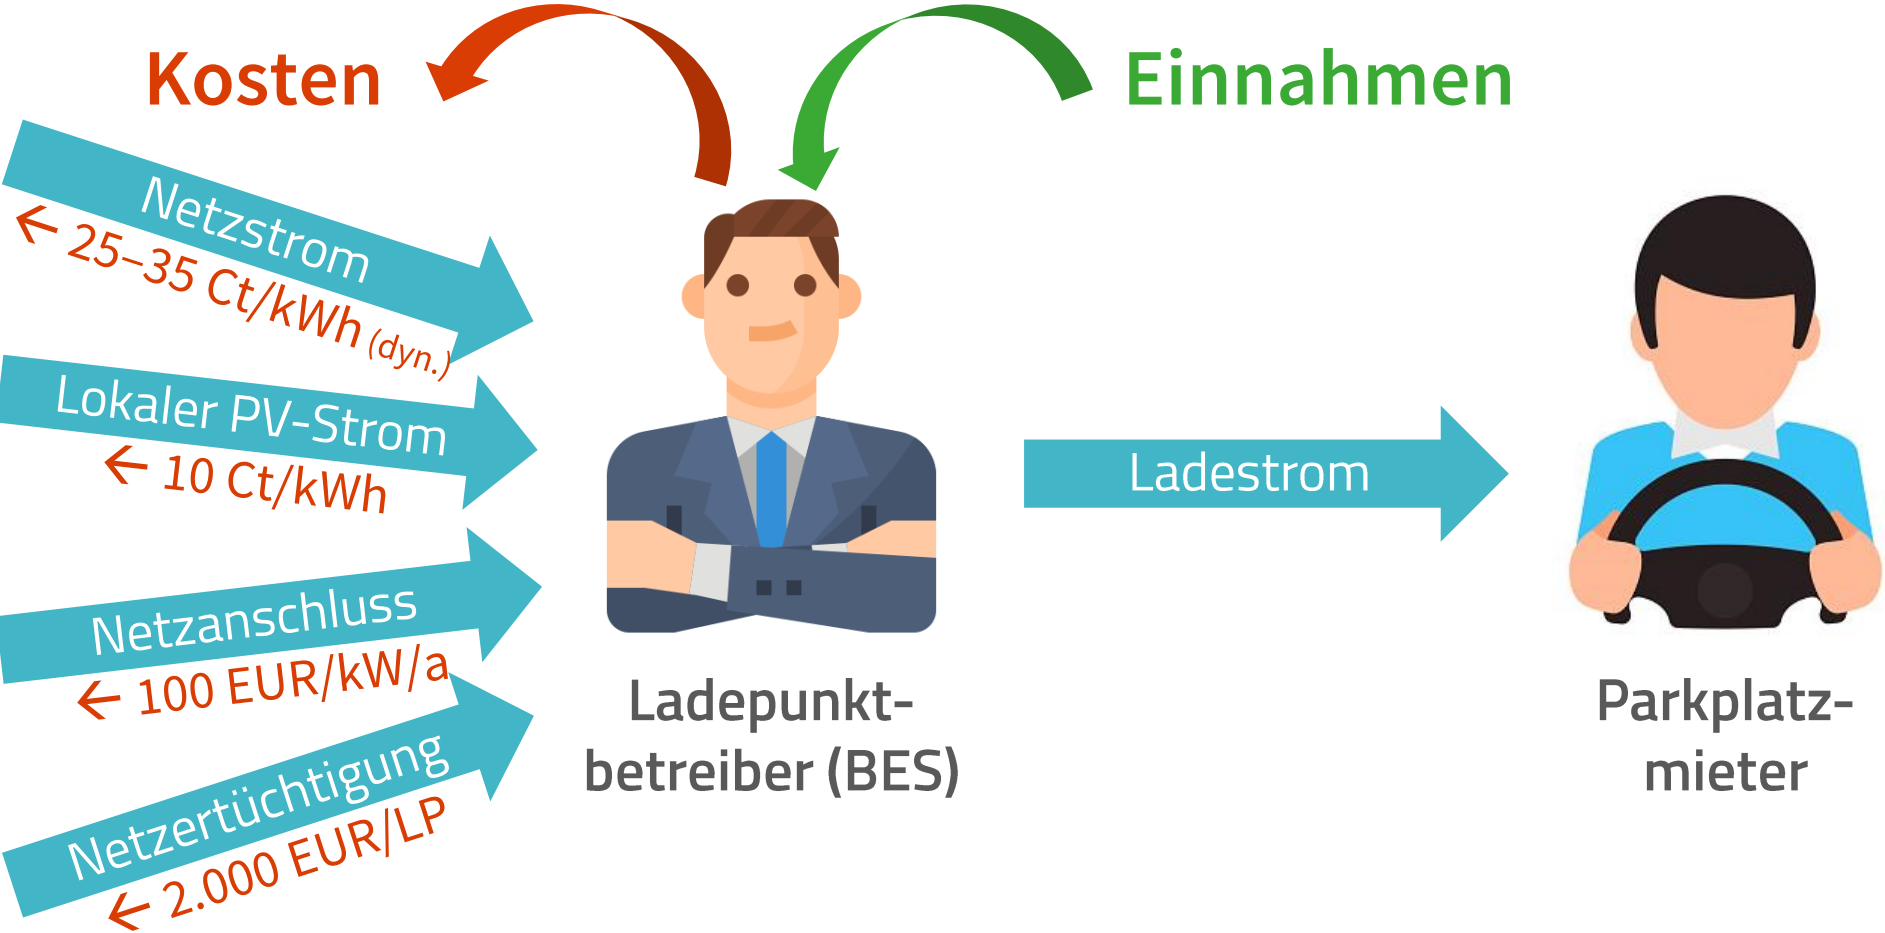 Kosten
Einnahmen
Netzstrom
← 25–35 Ct/kWh (dyn.)
Lokaler PV-Strom
← 10 Ct/kWh
Netzanschluss
← 100 EUR/kW/a
Netzertüchtigung
← 2.000 EUR/LP
Ladepunkt-
betreiber (BES)
Ladestrom
Parkplatz-
mieter